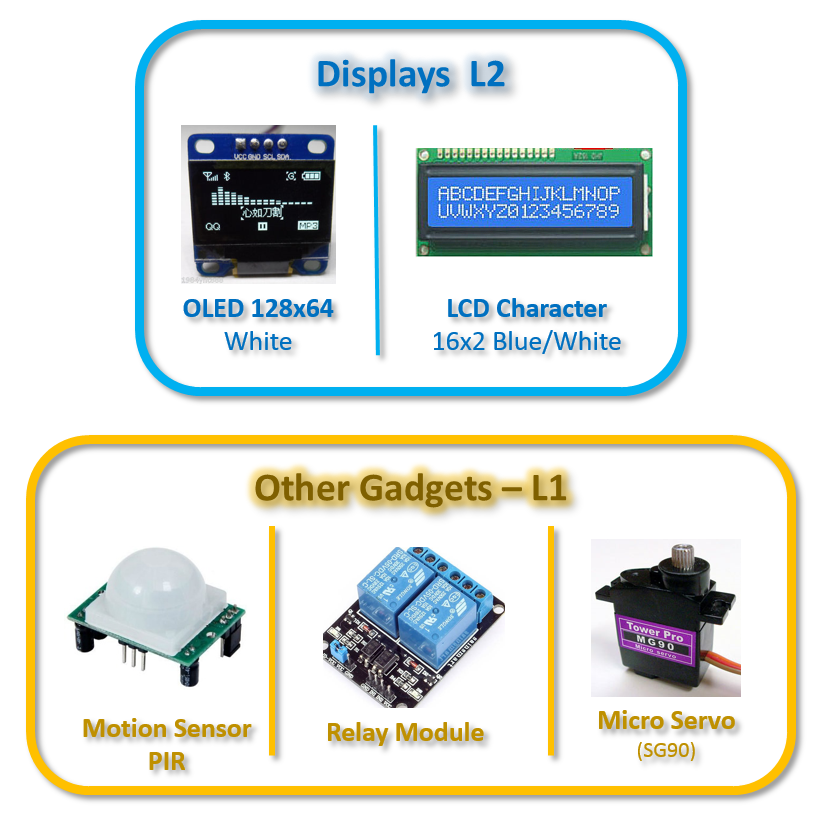 Displays L2
VCC GND SCL SDA
心如刀割
QQ
MP3
ABCDEFGHIJKLMNOP
UVWXYZ0123456789
OLED 128x64
White
LCD Character
16x2 Blue/White
Other Gadgets – L1
SONGLE
Tower Pro
MG90
Micro servo
Motion Sensor
PIR
Relay Module
Micro Servo
(SG90)